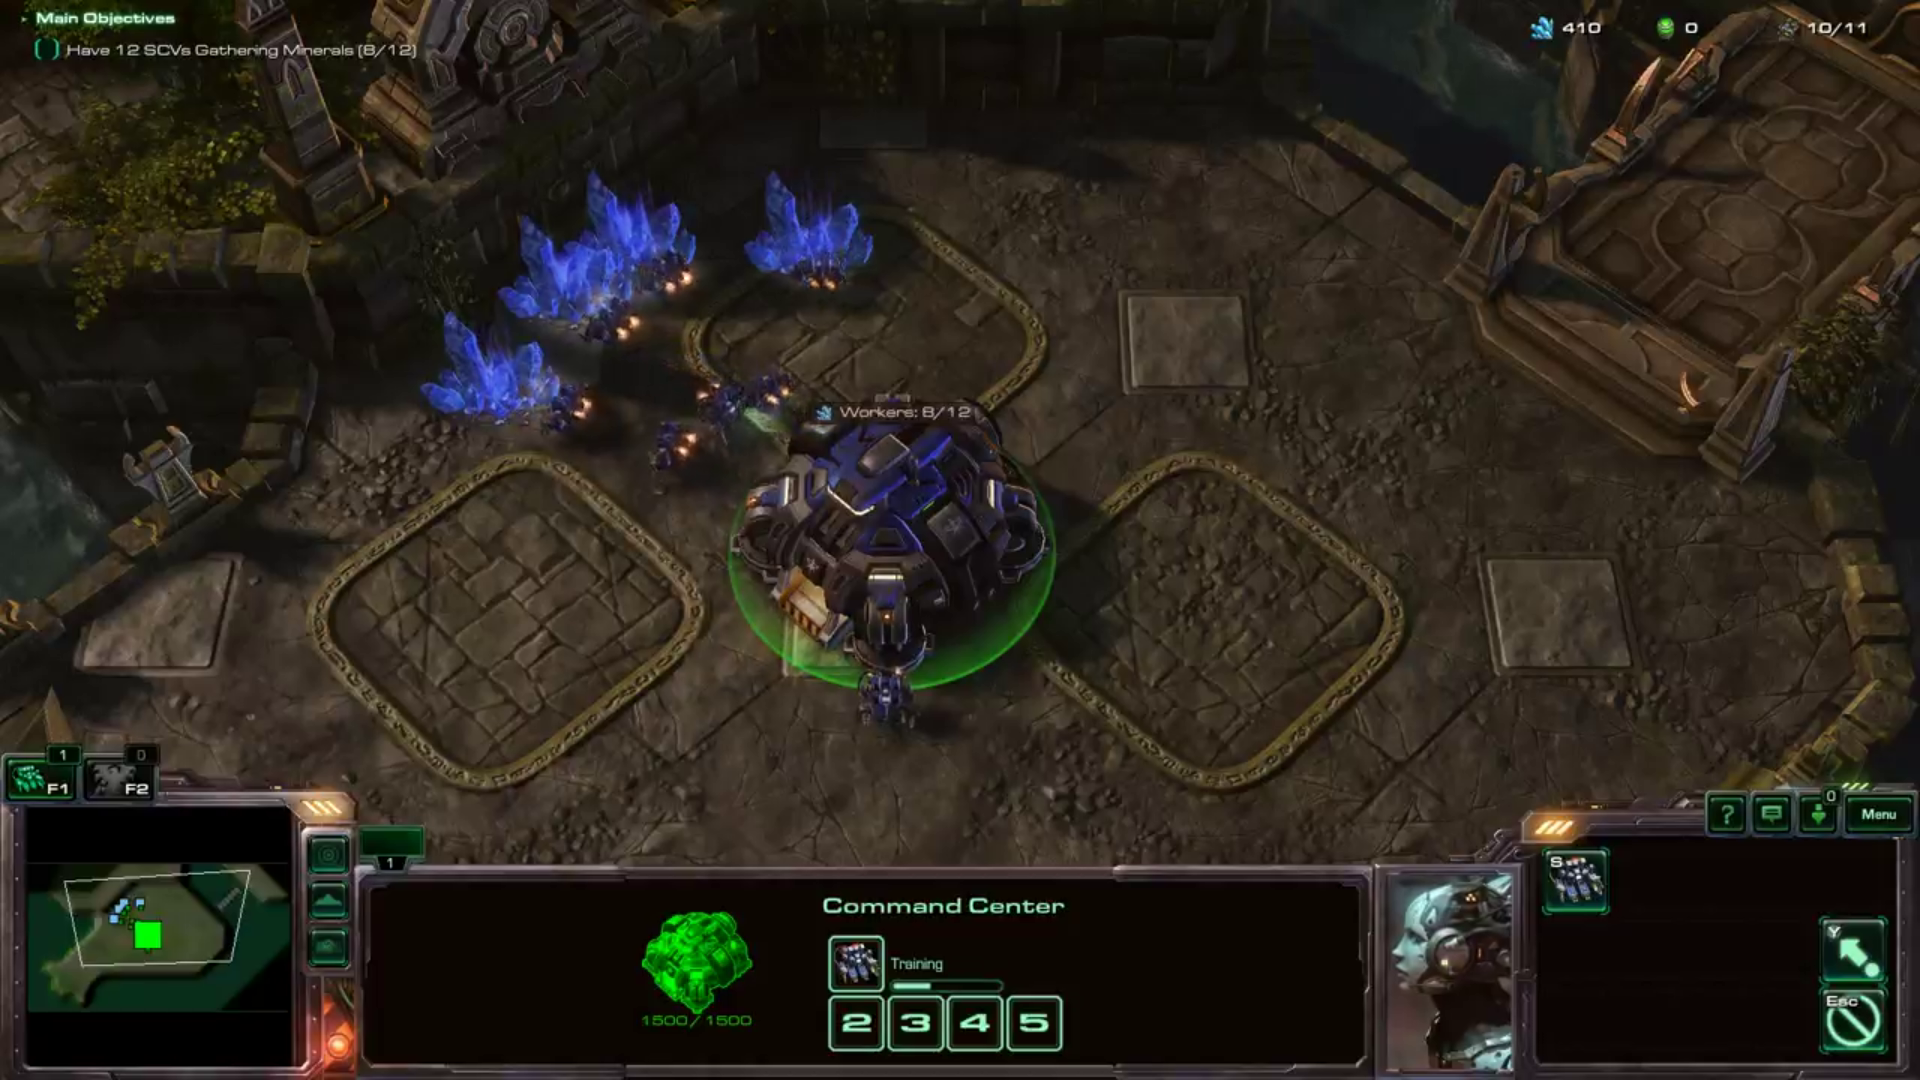 Main Objectives
Have 12 SCVs Gathering Minerals (8/12)
410
0
10/11
Workers: 8/12
1
F1
0
F2
1
Command Center
Training
1500/1500
2
3
4
5
?
0
Menu
S
Y
Esc